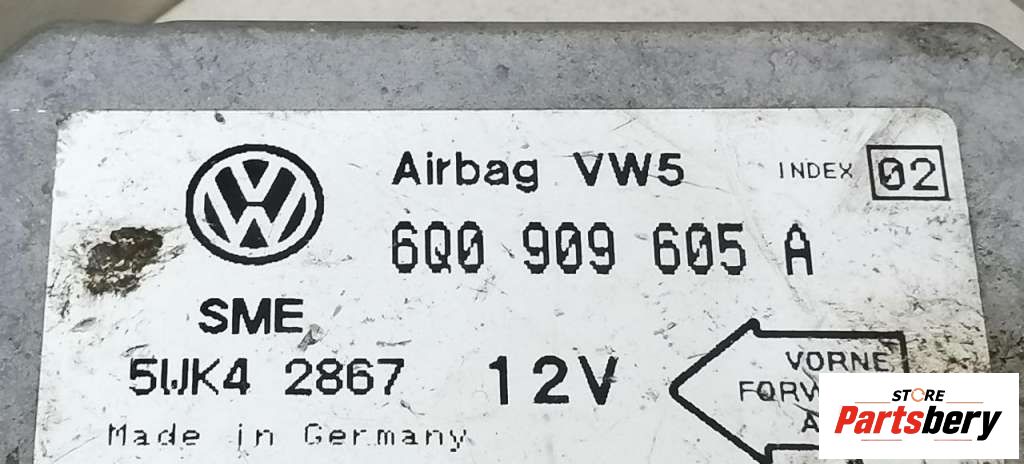 Airbag VW5 INDEX 02
6Q0 909 605 A
SME
5WK4 2867 12V
Made in Germany
VORNE
STORE
Partsbery